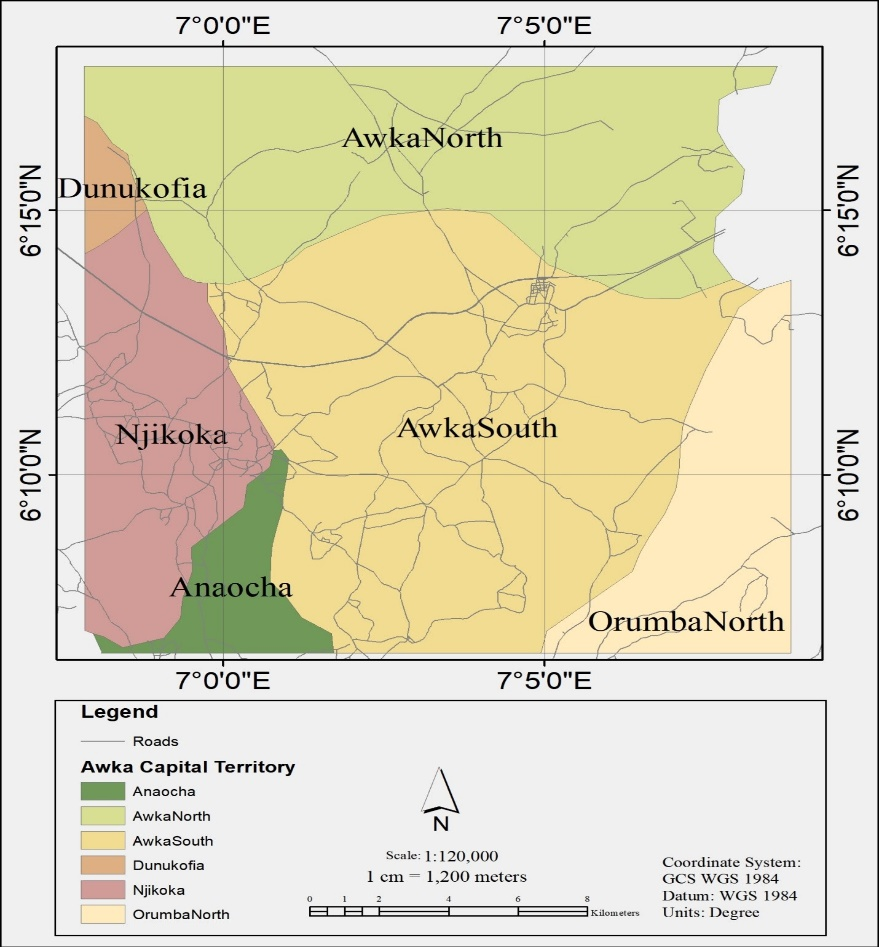 7°0'0"E 7°5'0"E
AwkaNorth
Dunukofia
6°15'0"N 6°15'0"N
Njikoka
AwkaSouth
6°10'0"N 6°10'0"N
Anaocha
OrumbaNorth
7°0'0"E 7°5'0"E
Legend
Roads
Awka Capital Territory
Anaocha
AwkaNorth
AwkaSouth
Dunukofia
Njikoka
OrumbaNorth
N
Scale: 1:120,000
1 cm = 1,200 meters
0 1 2 4 6 8
Kilometers
Coordinate System:
GCS WGS 1984
Datum: WGS 1984
Units: Degree